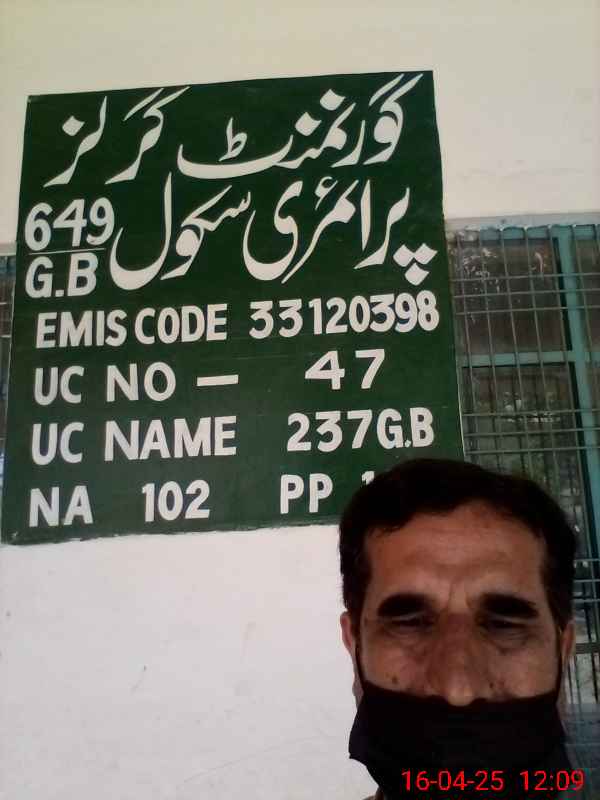 گورنمنٹ گرلز
پرائمری سکول
649
G.B
EMIS CODE 33120398
UC NO — 47
UC NAME 237G.B
NA 102 PP
16-04-25 12:09